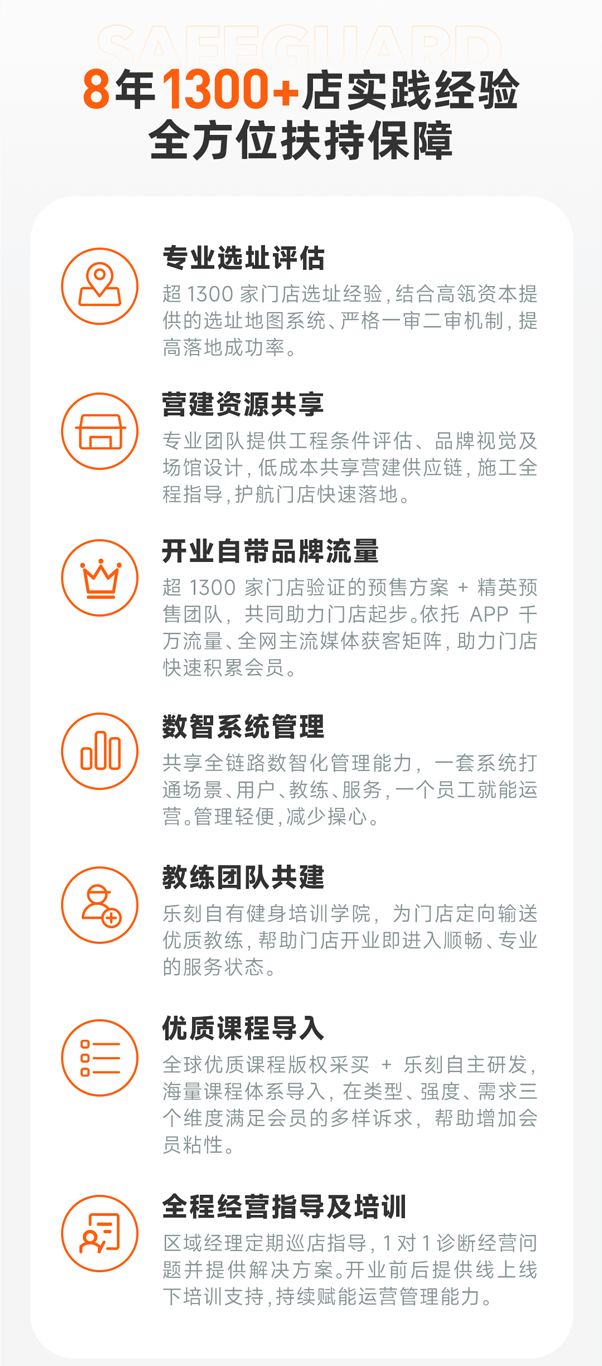 SAFEGUARD
8年1300+店实践经验
全方位扶持保障
专业选址评估
超 1300 家门店选址经验,结合高瓴资本提
供的选址地图系统、严格一审二审机制,提
高落地成功率。
营建资源共享
专业团队提供工程条件评估、品牌视觉及
场馆设计,低成本共享营建供应链,施工全
程指导,护航门店快速落地。
开业自带品牌流量
超 1300 家门店验证的预售方案 + 精英预
售团队,共同助力门店起步。依托 APP 千
万流量、全网主流媒体获客矩阵,助力门店
快速积累会员。
数智系统管理
共享全链路数智化管理能力,一套系统打
通场景、用户、教练、服务,一个员工就能运
营。管理轻便,减少操心。
教练团队共建
乐刻自有健身培训学院,为门店定向输送
优质教练,帮助门店开业即进入顺畅、专业
的服务状态。
优质课程导入
全球优质课程版权采买 + 乐刻自主研发,
海量课程体系导入,在类型、强度、需求三
个维度满足会员的多样诉求,帮助增加会
员粘性。
全程经营指导及培训
区域经理定期巡店指导,1 对 1 诊断经营问
题并提供解决方案。开业前后提供线上线
下培训支持,持续赋能运营管理能力。